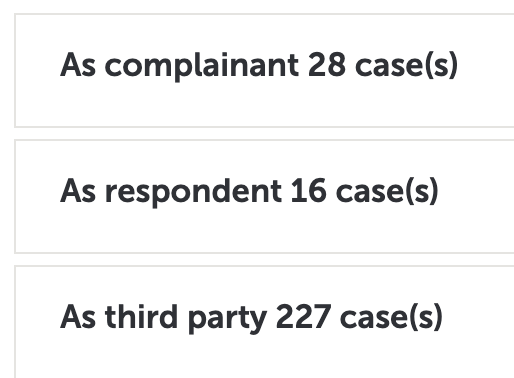 As complainant 28 case(s)
As respondent 16 case(s)
As third party 227 case(s)